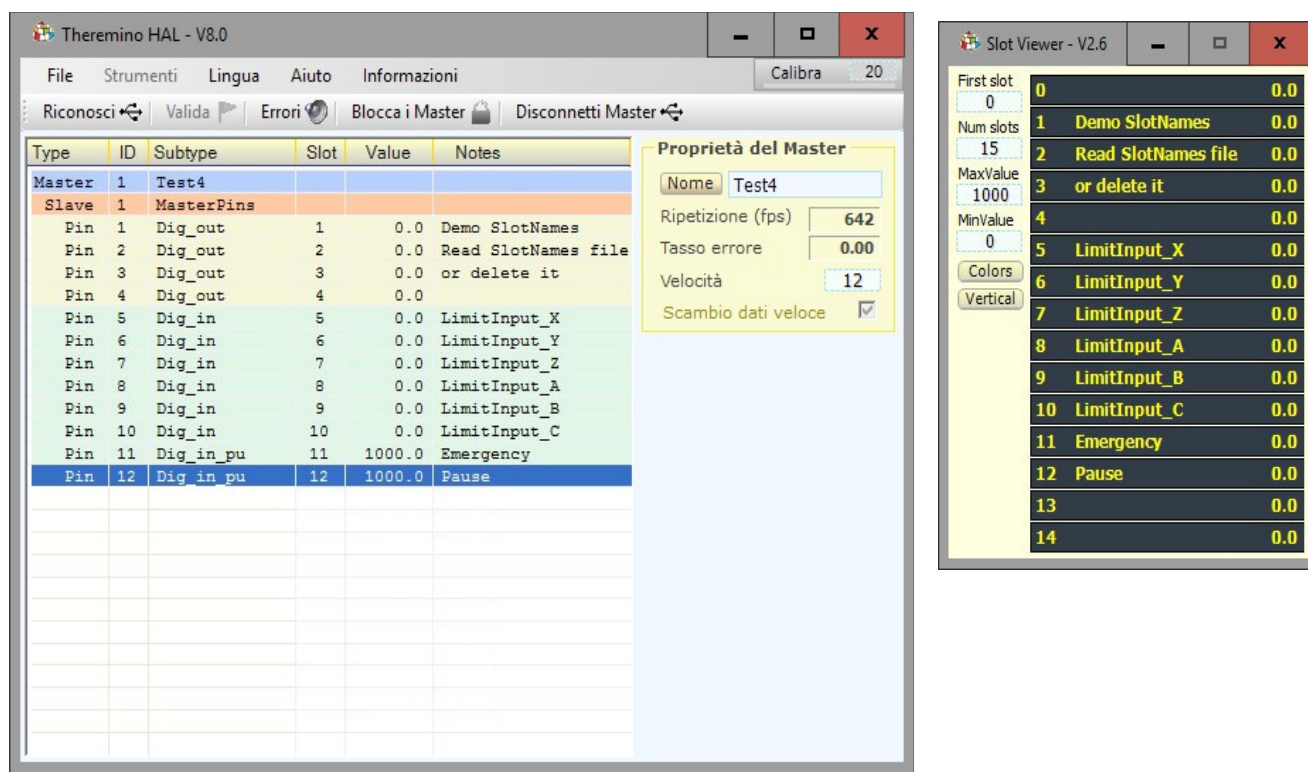 Theremino HAL - V8.0
File Strumenti Lingua Aiuto Informazioni Calibra 20
Riconosci Valida Errori Blocca i Master Disconnetti Master
Type ID Subtype Slot Value Notes
Master 1 Test4
Slave 1 MasterPins
Pin 1 Dig_out 1 0.0 Demo SlotNames
Pin 2 Dig_out 2 0.0 Read SlotNames file
Pin 3 Dig_out 3 0.0 or delete it
Pin 4 Dig_out 4 0.0
Pin 5 Dig_in 5 0.0 LimitInput_X
Pin 6 Dig_in 6 0.0 LimitInput_Y
Pin 7 Dig_in 7 0.0 LimitInput_Z
Pin 8 Dig_in 8 0.0 LimitInput_A
Pin 9 Dig_in 9 0.0 LimitInput_B
Pin 10 Dig_in 10 0.0 LimitInput_C
Pin 11 Dig_in_pu 11 1000.0 Emergency
Pin 12 Dig_in_pu 12 1000.0 Pause
Proprietà del Master
Nome Test4
Ripetizione (fps) 642
Tasso errore 0.00
Velocità 12
Scambio dati veloce
Slot Viewer - V2.6
First slot
0
Num slots
15
MaxValue
1000
MinValue
0
Colors
Vertical
0 0.0
1 Demo SlotNames 0.0
2 Read SlotNames file 0.0
3 or delete it 0.0
4 0.0
5 LimitInput_X 0.0
6 LimitInput_Y 0.0
7 LimitInput_Z 0.0
8 LimitInput_A 0.0
9 LimitInput_B 0.0
10 LimitInput_C 0.0
11 Emergency 0.0
12 Pause 0.0
13 0.0
14 0.0